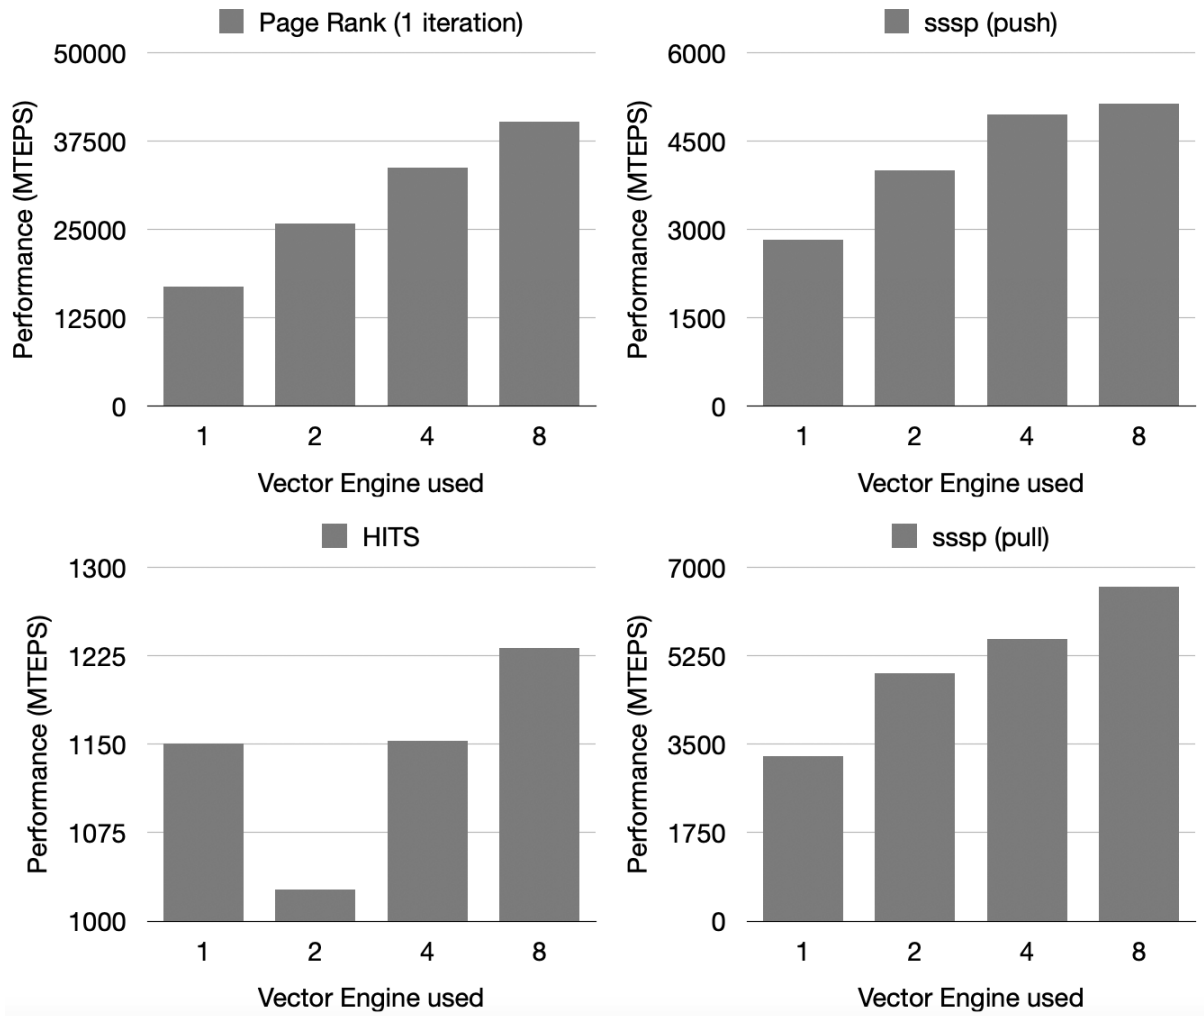 Page Rank (1 iteration)
50000
37500
25000
12500
0
Performance (MTEPS)
1 2 4 8
Vector Engine used
sssp (push)
6000
4500
3000
1500
0
Performance (MTEPS)
1 2 4 8
Vector Engine used
HITS
1300
1225
1150
1075
1000
Performance (MTEPS)
1 2 4 8
Vector Engine used
sssp (pull)
7000
5250
3500
1750
0
Performance (MTEPS)
1 2 4 8
Vector Engine used